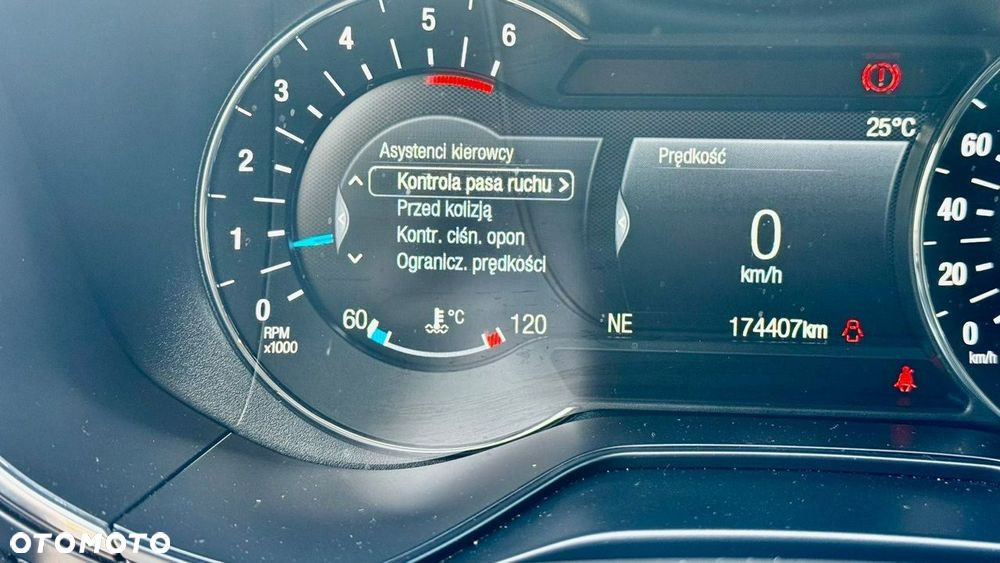 0
1
2
3
4
5
6
RPM
x1000
Asystenci kierowcy
Kontrola pasa ruchu >
Przed kolizją
Kontr. ciśn. opon
Ogranicz. prędkości
60
°C
120
25°C
Prędkość
0
km/h
NE
174407km
60
40
20
0
km/h
OTOMOTO